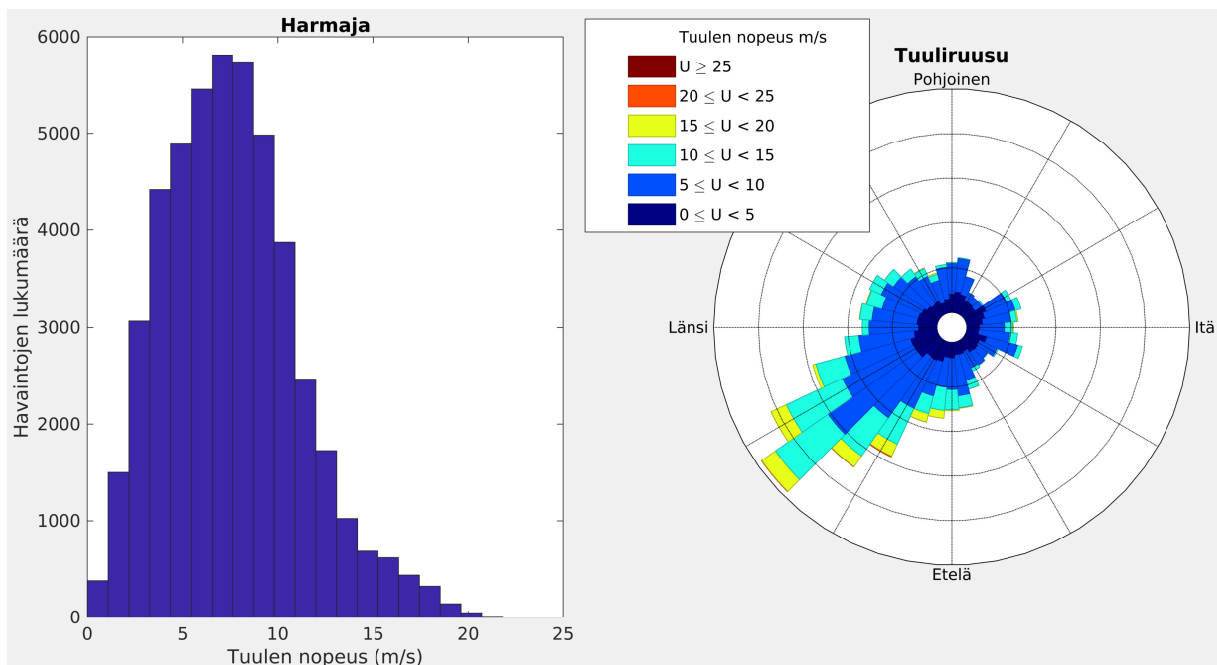 Harmaja
6000
5000
4000
3000
2000
1000
0
0
5
10
15
20
25
Havaintojen lukumäärä
Tuulen nopeus (m/s)
Tuulen nopeus m/s
U ≥ 25
20 ≤ U < 25
15 ≤ U < 20
10 ≤ U < 15
5 ≤ U < 10
0 ≤ U < 5
Tuuliruusu
Pohjoinen
Länsi
Itä
Etelä